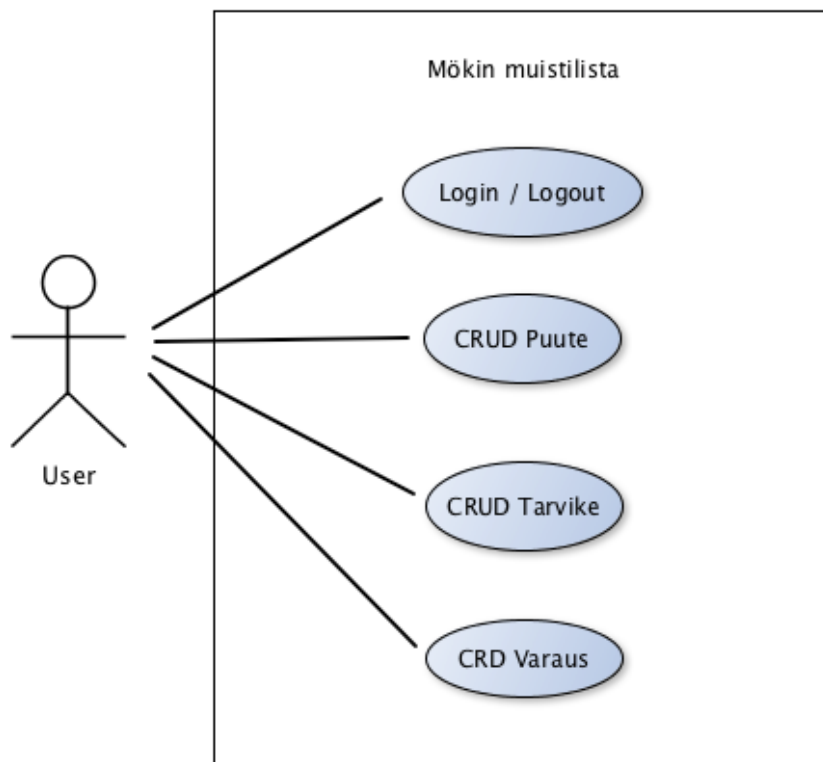 Mökin muistilista
Login / Logout
CRUD Puute
CRUD Tarvike
User
CRD Varaus